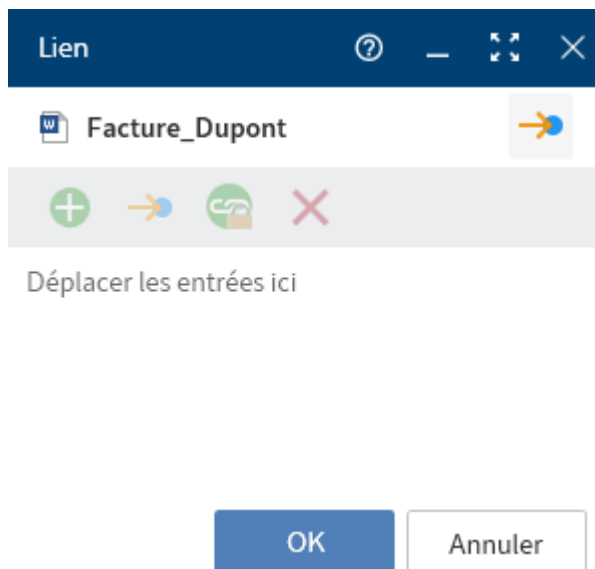 Lien
Facture_Dupont
Déplacer les entrées ici
OK
Annuler